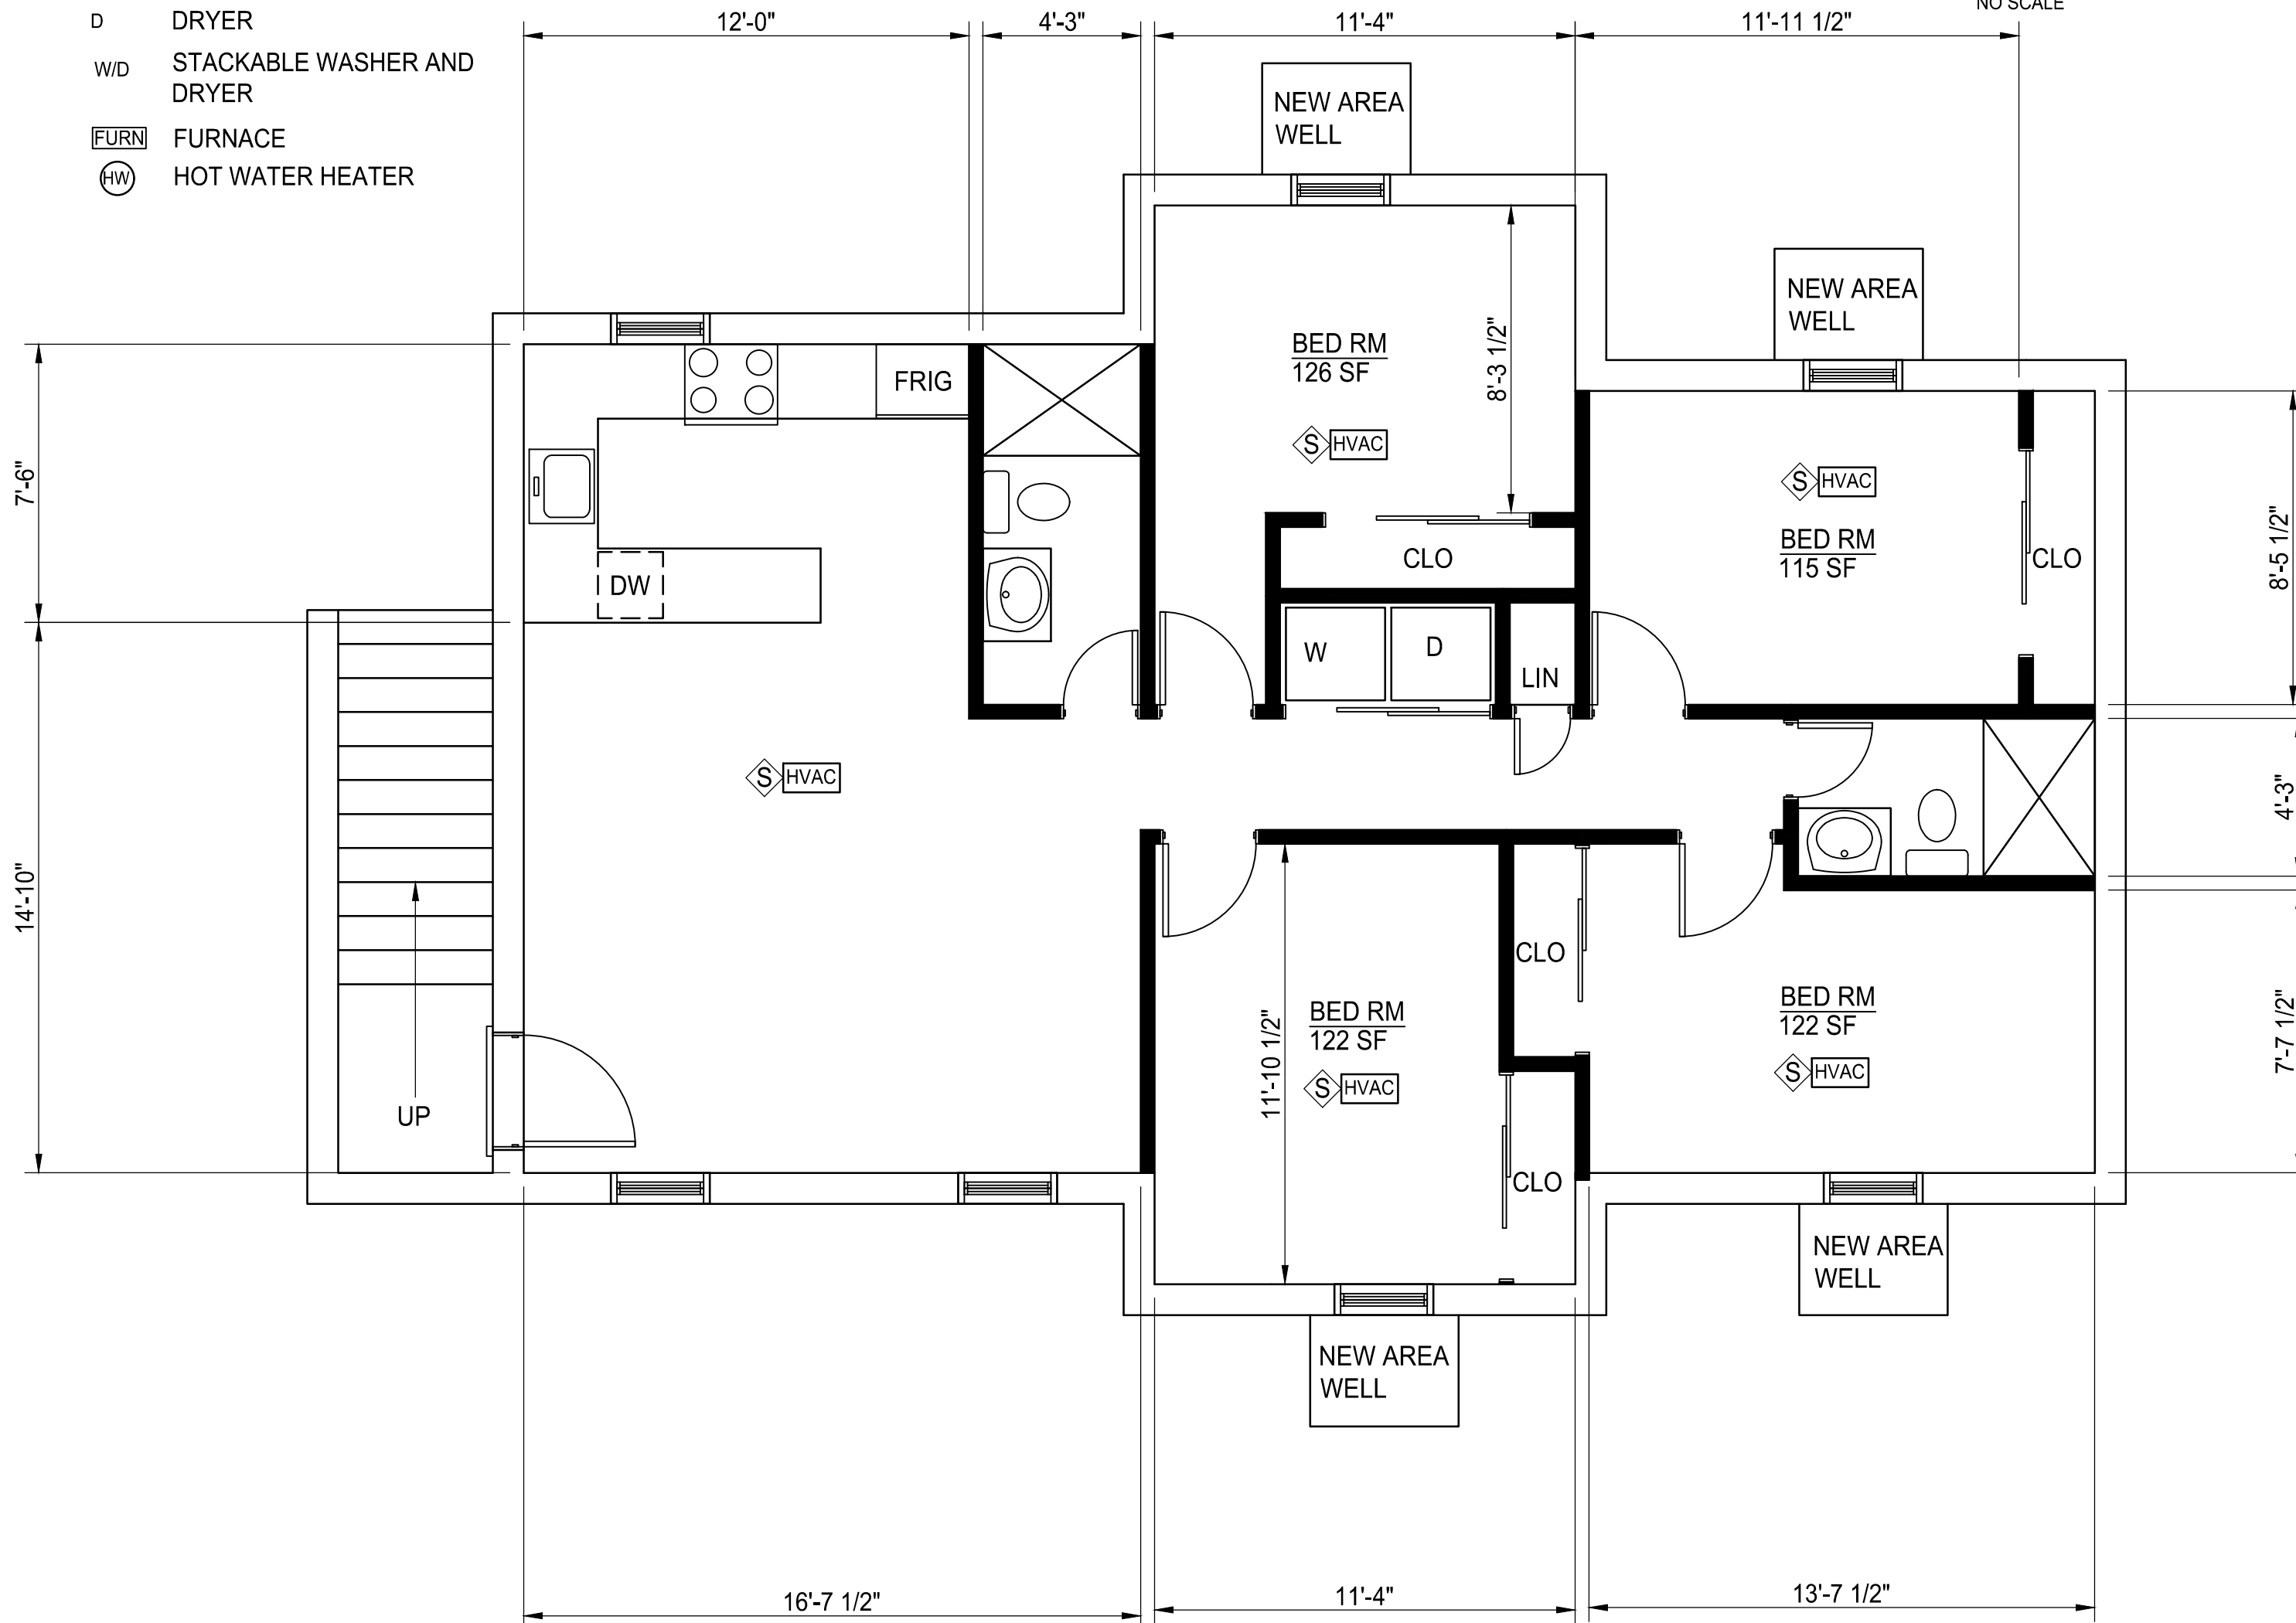 D DRYER
W/D STACKABLE WASHER AND
DRYER
FURN FURNACE
HW HOT WATER HEATER
NO SCALE
12'-0"
4'-3"
11'-4"
11'-11 1/2"
NEW AREA
WELL
NEW AREA
WELL
7'-6"
14'-10"
FRIG
DW
BED RM
126 SF
8'-3 1/2"
S HVAC
CLO
W
D
LIN
S HVAC
BED RM
115 SF
CLO
8'-5 1/2"
S HVAC
4'-3"
UP
BED RM
122 SF
11'-10 1/2"
S HVAC
CLO
CLO
BED RM
122 SF
S HVAC
7'-7 1/2"
NEW AREA
WELL
NEW AREA
WELL
16'-7 1/2"
11'-4"
13'-7 1/2"